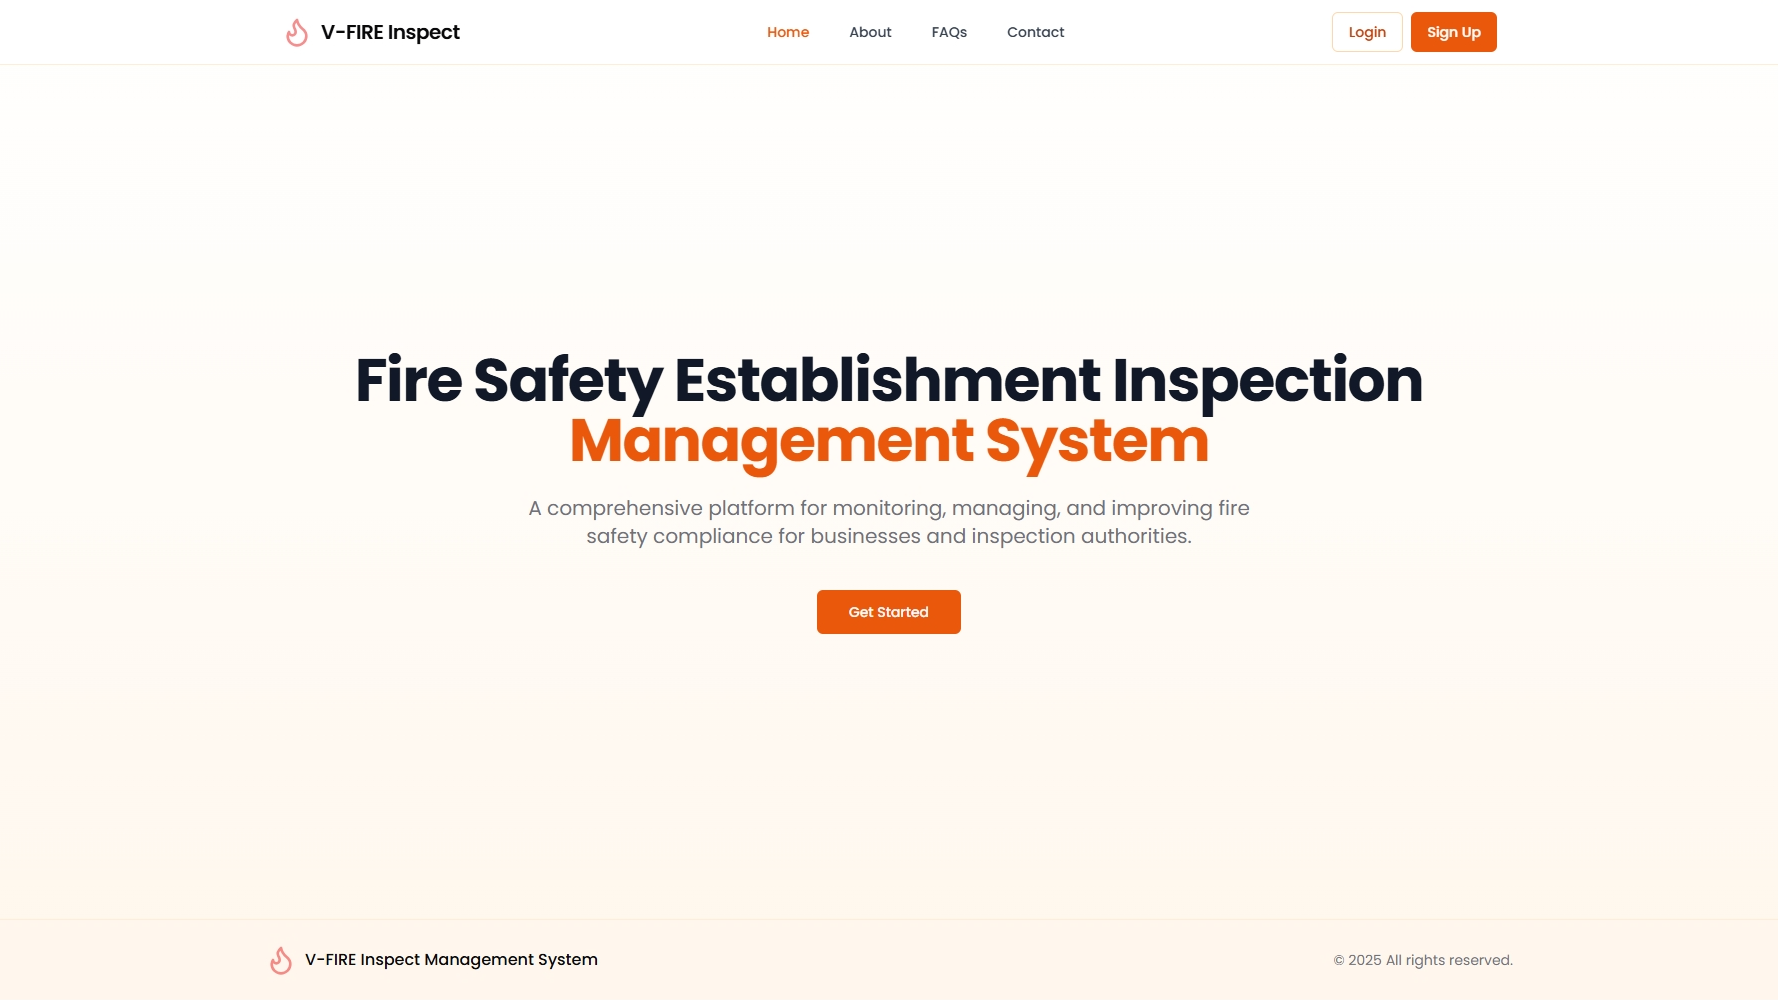 V-FIRE Inspect
Home
About
FAQs
Contact
Login
Sign Up
Fire Safety Establishment Inspection
Management System
A comprehensive platform for monitoring, managing, and improving fire
safety compliance for businesses and inspection authorities.
Get Started
V-FIRE Inspect Management System
© 2025 All rights reserved.